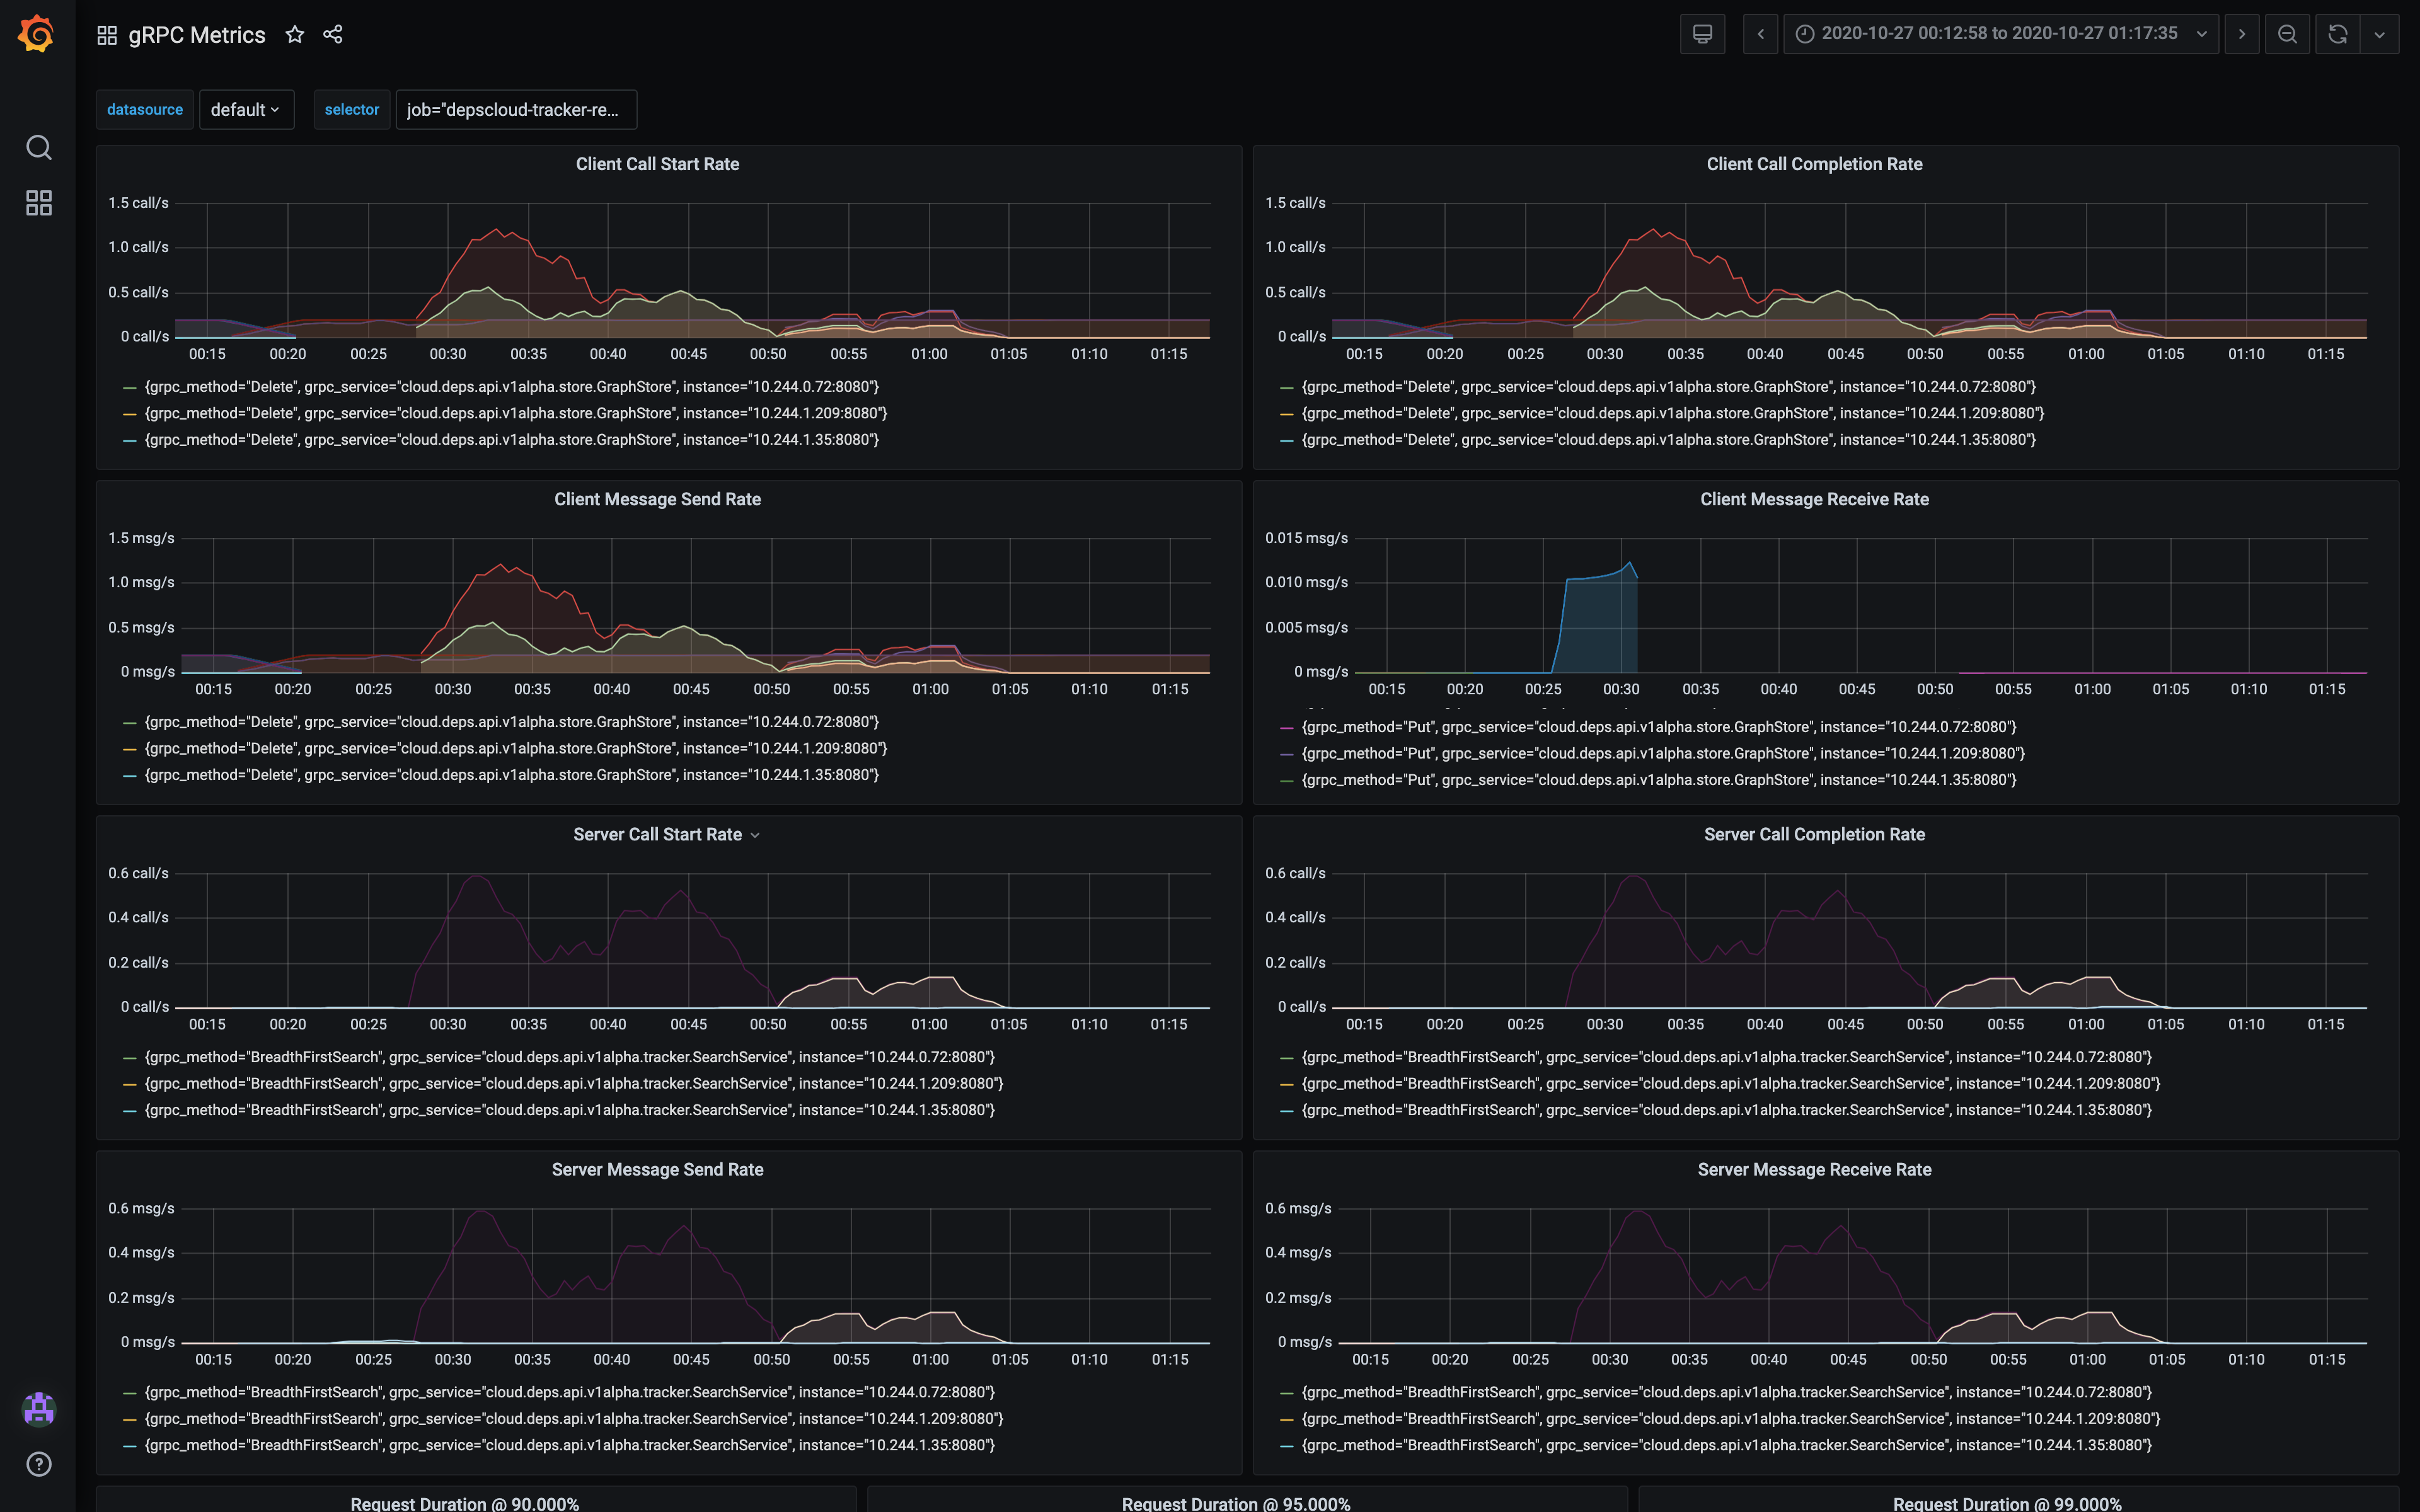 gRPC Metrics
2020-10-27 00:12:58 to 2020-10-27 01:17:35
datasource default selector job="depscloud-tracker-re...
Client Call Start Rate
1.5 call/s
1.0 call/s
0.5 call/s
0 call/s
00:15 00:20 00:25 00:30 00:35 00:40 00:45 00:50 00:55 01:00 01:05 01:10 01:15
{grpc_method="Delete", grpc_service="cloud.deps.api.v1alpha.store.GraphStore", instance="10.244.0.72:8080"}
{grpc_method="Delete", grpc_service="cloud.deps.api.v1alpha.store.GraphStore", instance="10.244.1.209:8080"}
{grpc_method="Delete", grpc_service="cloud.deps.api.v1alpha.store.GraphStore", instance="10.244.1.35:8080"}
Client Call Completion Rate
1.5 call/s
1.0 call/s
0.5 call/s
0 call/s
00:15 00:20 00:25 00:30 00:35 00:40 00:45 00:50 00:55 01:00 01:05 01:10 01:15
{grpc_method="Delete", grpc_service="cloud.deps.api.v1alpha.store.GraphStore", instance="10.244.0.72:8080"}
{grpc_method="Delete", grpc_service="cloud.deps.api.v1alpha.store.GraphStore", instance="10.244.1.209:8080"}
{grpc_method="Delete", grpc_service="cloud.deps.api.v1alpha.store.GraphStore", instance="10.244.1.35:8080"}
Client Message Send Rate
1.5 msg/s
1.0 msg/s
0.5 msg/s
0 msg/s
00:15 00:20 00:25 00:30 00:35 00:40 00:45 00:50 00:55 01:00 01:05 01:10 01:15
{grpc_method="Delete", grpc_service="cloud.deps.api.v1alpha.store.GraphStore", instance="10.244.0.72:8080"}
{grpc_method="Delete", grpc_service="cloud.deps.api.v1alpha.store.GraphStore", instance="10.244.1.209:8080"}
{grpc_method="Delete", grpc_service="cloud.deps.api.v1alpha.store.GraphStore", instance="10.244.1.35:8080"}
Client Message Receive Rate
0.015 msg/s
0.010 msg/s
0.005 msg/s
0 msg/s
00:15 00:20 00:25 00:30 00:35 00:40 00:45 00:50 00:55 01:00 01:05 01:10 01:15
{grpc_method="Put", grpc_service="cloud.deps.api.v1alpha.store.GraphStore", instance="10.244.0.72:8080"}
{grpc_method="Put", grpc_service="cloud.deps.api.v1alpha.store.GraphStore", instance="10.244.1.209:8080"}
{grpc_method="Put", grpc_service="cloud.deps.api.v1alpha.store.GraphStore", instance="10.244.1.35:8080"}
Server Call Start Rate
0.6 call/s
0.4 call/s
0.2 call/s
0 call/s
00:15 00:20 00:25 00:30 00:35 00:40 00:45 00:50 00:55 01:00 01:05 01:10 01:15
{grpc_method="BreadthFirstSearch", grpc_service="cloud.deps.api.v1alpha.tracker.SearchService", instance="10.244.0.72:8080"}
{grpc_method="BreadthFirstSearch", grpc_service="cloud.deps.api.v1alpha.tracker.SearchService", instance="10.244.1.209:8080"}
{grpc_method="BreadthFirstSearch", grpc_service="cloud.deps.api.v1alpha.tracker.SearchService", instance="10.244.1.35:8080"}
Server Call Completion Rate
0.6 call/s
0.4 call/s
0.2 call/s
0 call/s
00:15 00:20 00:25 00:30 00:35 00:40 00:45 00:50 00:55 01:00 01:05 01:10 01:15
{grpc_method="BreadthFirstSearch", grpc_service="cloud.deps.api.v1alpha.tracker.SearchService", instance="10.244.0.72:8080"}
{grpc_method="BreadthFirstSearch", grpc_service="cloud.deps.api.v1alpha.tracker.SearchService", instance="10.244.1.209:8080"}
{grpc_method="BreadthFirstSearch", grpc_service="cloud.deps.api.v1alpha.tracker.SearchService", instance="10.244.1.35:8080"}
Server Message Send Rate
0.6 msg/s
0.4 msg/s
0.2 msg/s
0 msg/s
00:15 00:20 00:25 00:30 00:35 00:40 00:45 00:50 00:55 01:00 01:05 01:10 01:15
{grpc_method="BreadthFirstSearch", grpc_service="cloud.deps.api.v1alpha.tracker.SearchService", instance="10.244.0.72:8080"}
{grpc_method="BreadthFirstSearch", grpc_service="cloud.deps.api.v1alpha.tracker.SearchService", instance="10.244.1.209:8080"}
{grpc_method="BreadthFirstSearch", grpc_service="cloud.deps.api.v1alpha.tracker.SearchService", instance="10.244.1.35:8080"}
Server Message Receive Rate
0.6 msg/s
0.4 msg/s
0.2 msg/s
0 msg/s
00:15 00:20 00:25 00:30 00:35 00:40 00:45 00:50 00:55 01:00 01:05 01:10 01:15
{grpc_method="BreadthFirstSearch", grpc_service="cloud.deps.api.v1alpha.tracker.SearchService", instance="10.244.0.72:8080"}
{grpc_method="BreadthFirstSearch", grpc_service="cloud.deps.api.v1alpha.tracker.SearchService", instance="10.244.1.209:8080"}
{grpc_method="BreadthFirstSearch", grpc_service="cloud.deps.api.v1alpha.tracker.SearchService", instance="10.244.1.35:8080"}
Request Duration @ 90.000%
Request Duration @ 95.000%
Request Duration @ 99.000%